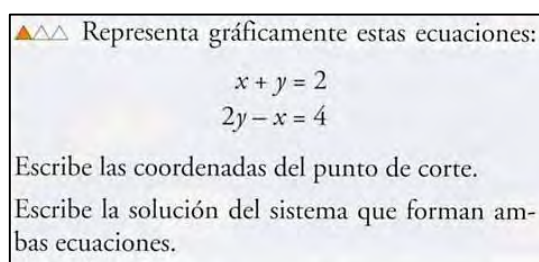 Representa gráficamente estas ecuaciones:
x + y = 2
2y – x = 4
Escribe las coordenadas del punto de corte.
Escribe la solución del sistema que forman am-
bas ecuaciones.